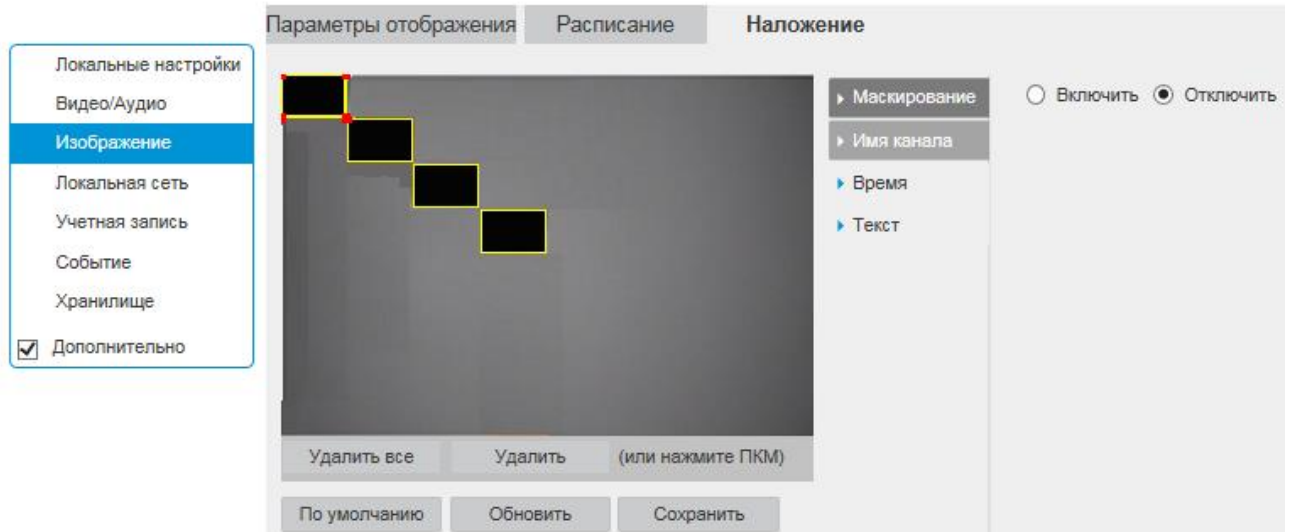 Параметры отображения Расписание Наложение
Локальные настройки
Видео/Аудио
Изображение
Локальная сеть
Учетная запись
Событие
Хранилище
Дополнительно
Маскирование
Имя канала
Время
Текст
Включить Отключить
Удалить все Удалить (или нажмите ПКМ)
По умолчанию Обновить Сохранить